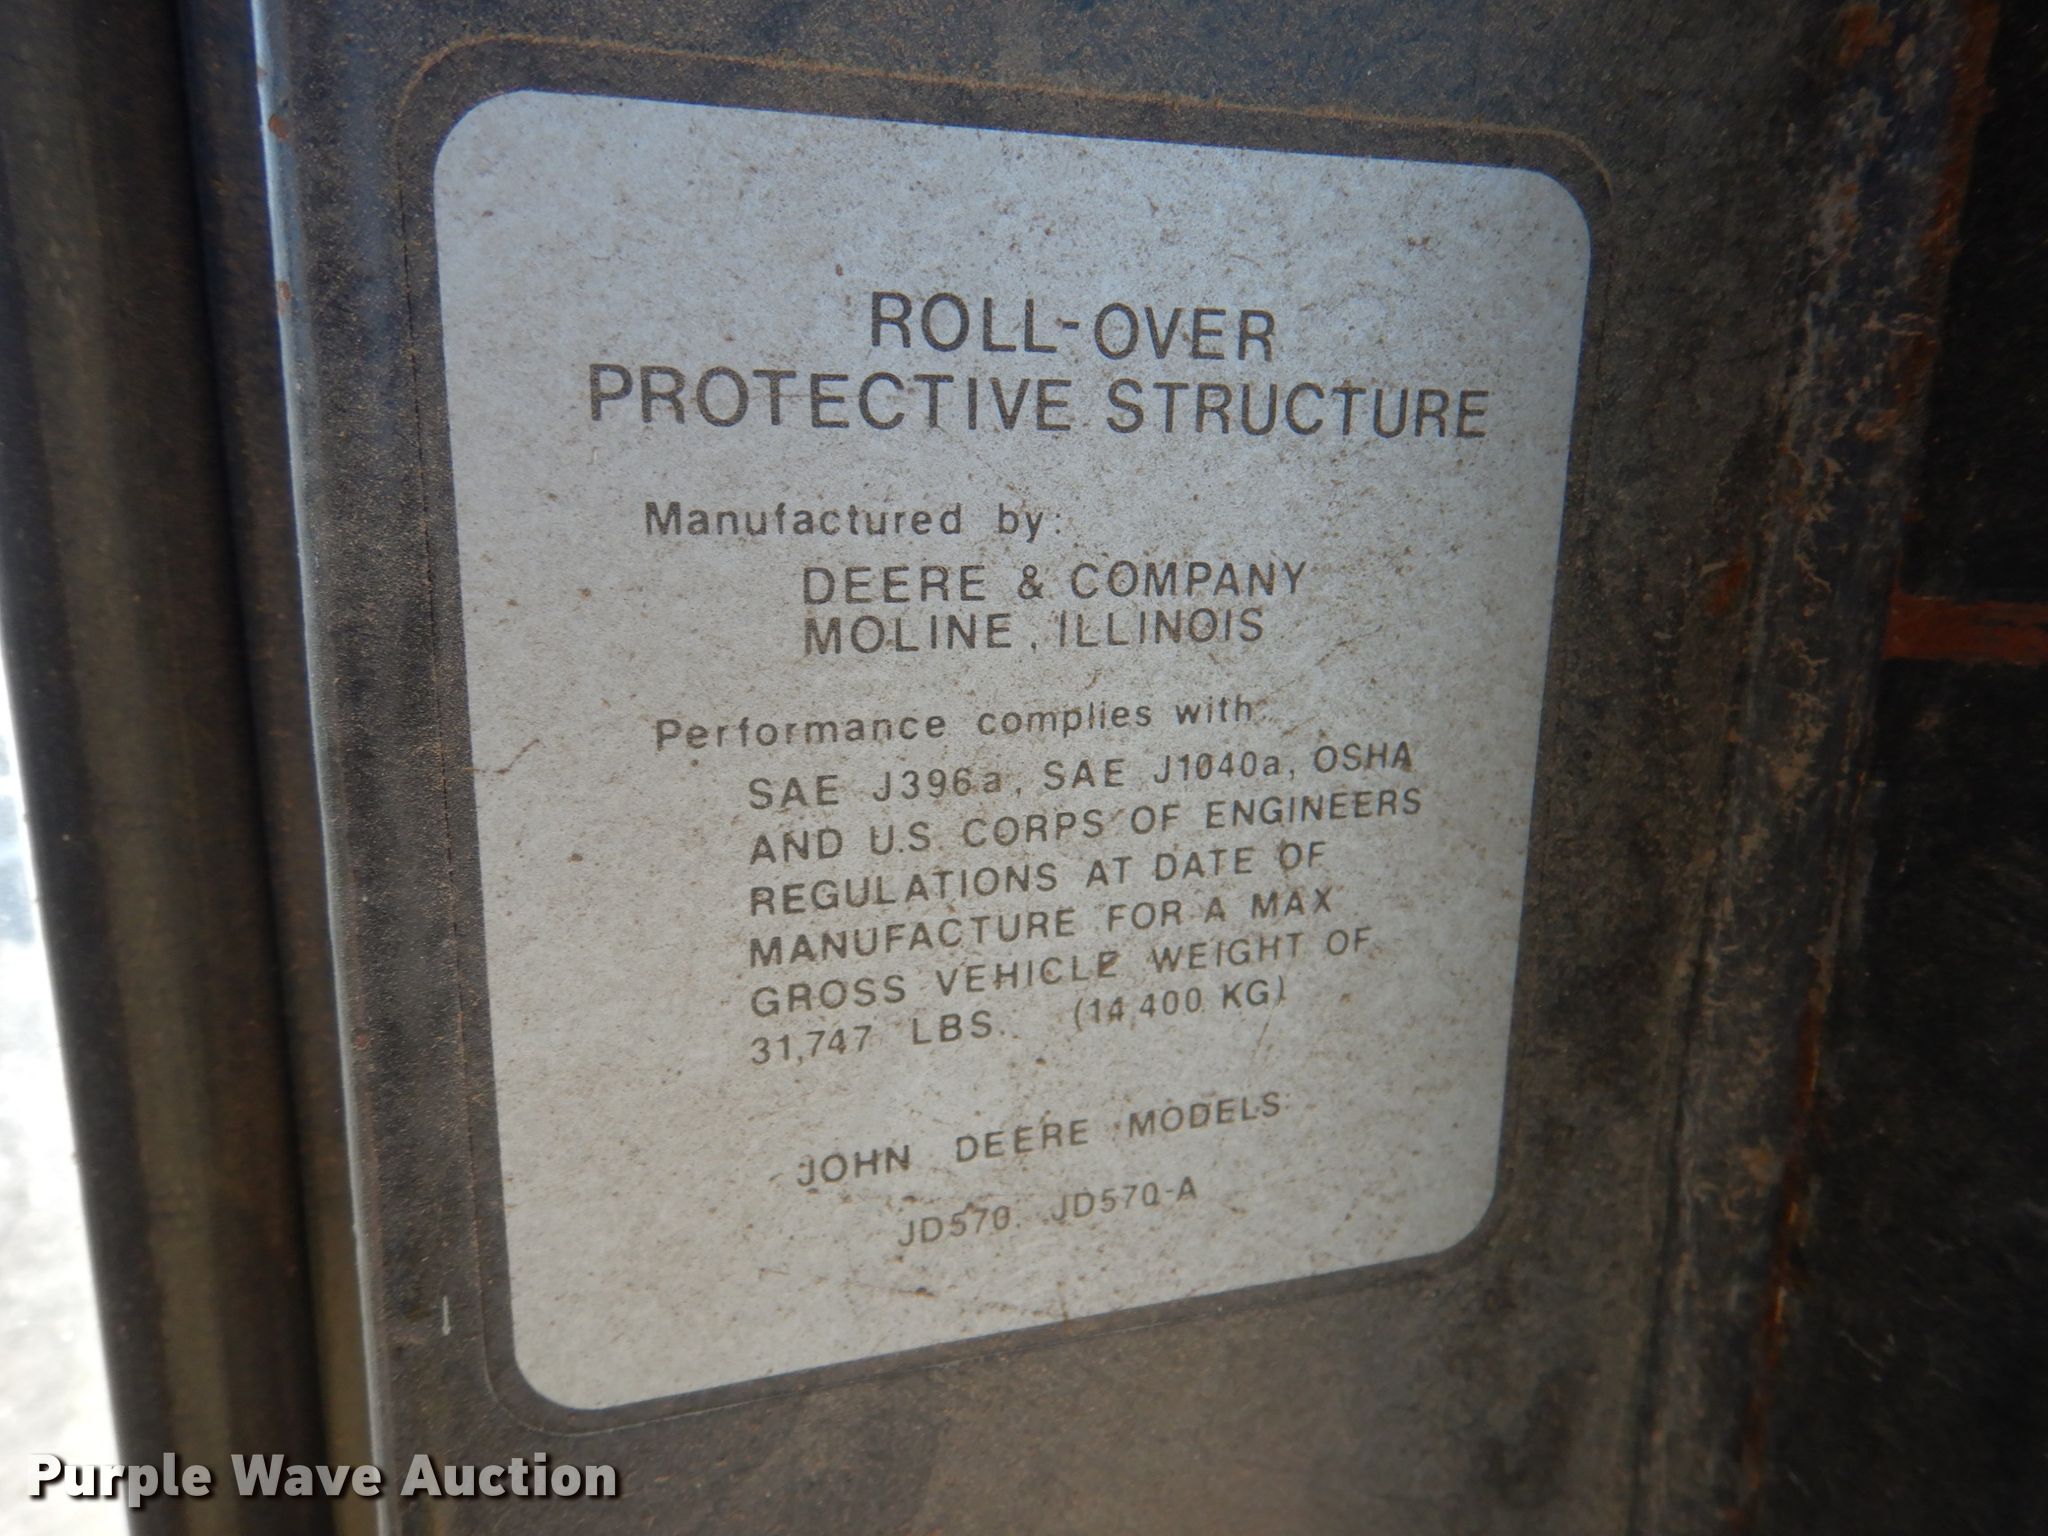 ROLL-OVER
PROTECTIVE STRUCTURE
Manufactured by:
DEERE & COMPANY
MOLINE, ILLINOIS
Performance complies with:
SAE J396a, SAE J1040a, OSHA
AND U.S. CORPS OF ENGINEERS
REGULATIONS AT DATE OF
MANUFACTURE FOR A MAX
GROSS VEHICLE WEIGHT OF
31,747 LBS. (14,400 KG)
JOHN DEERE MODELS:
JD570, JD570-A
Purple Wave Auction